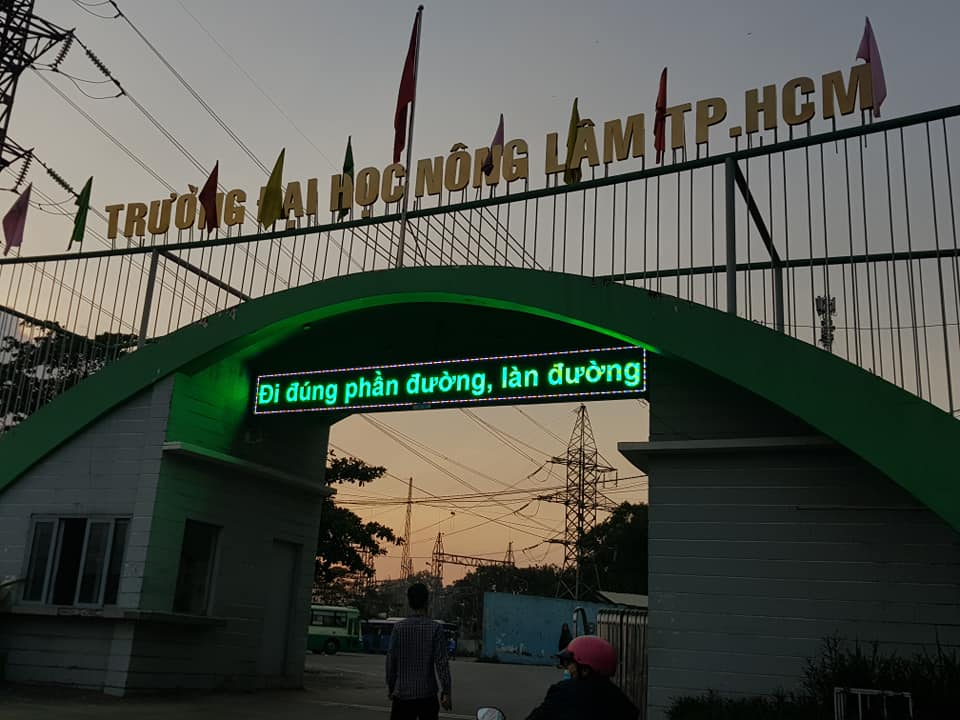 TRƯỜNG ĐẠI HỌC NÔNG LÂM TP.HCM
Đi đúng phần đường, làn đường